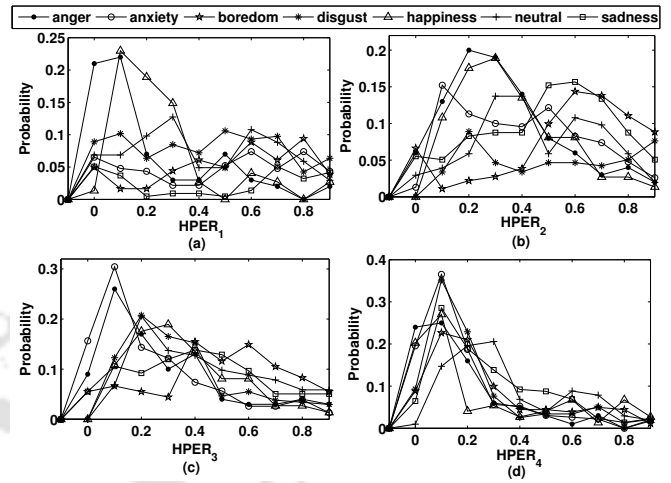 anger anxiety boredom disgust happiness neutral sadness
0.25
0.2
0.15
0.1
0.05
0
Probability
0 0.2 0.4 0.6 0.8
HPER1
(a)
0.2
0.15
0.1
0.05
0
Probability
0 0.2 0.4 0.6 0.8
HPER2
(b)
0.3
0.2
0.1
0
Probability
0 0.2 0.4 0.6 0.8
HPER3
(c)
0.4
0.3
0.2
0.1
0
Probability
0 0.2 0.4 0.6 0.8
HPER4
(d)